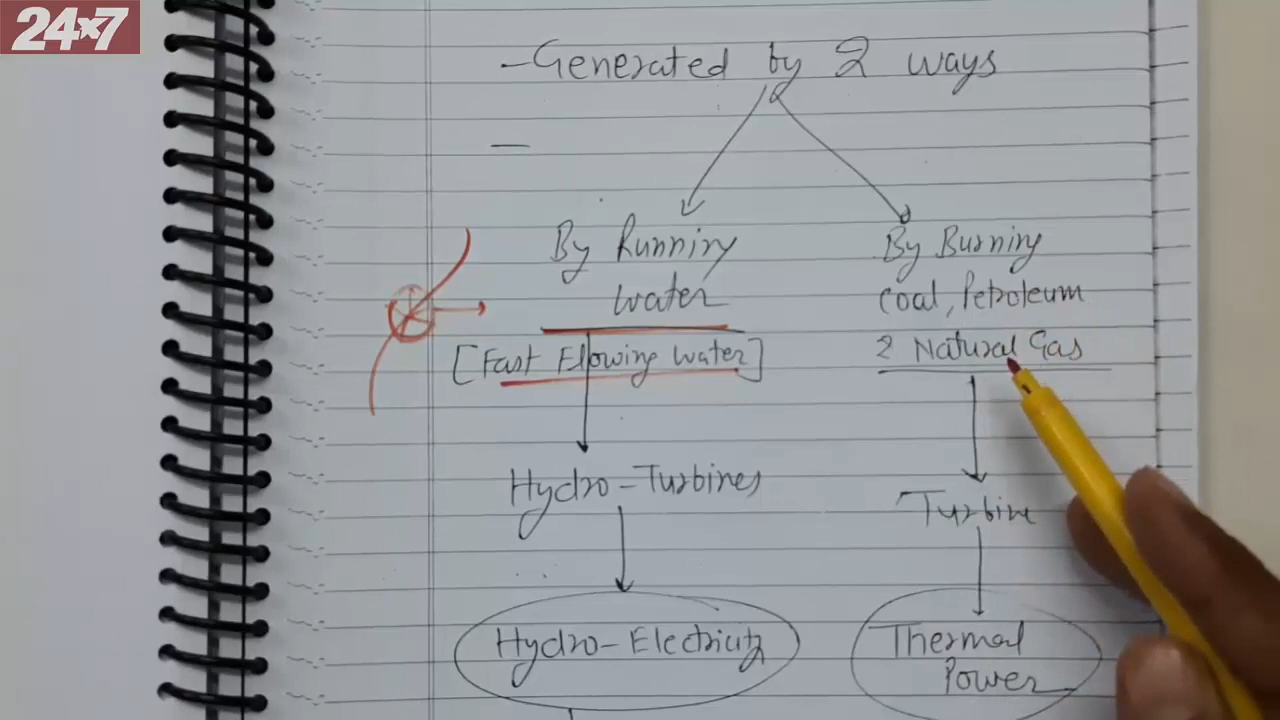 24x7
-Generated by 2 ways
By Running
Water
[Fast Flowing Water]
Hydro-Turbines
Hydro-Electricity
By Burning
Coal, Petroleum
2 Natural Gas
Turbine
Thermal
Power